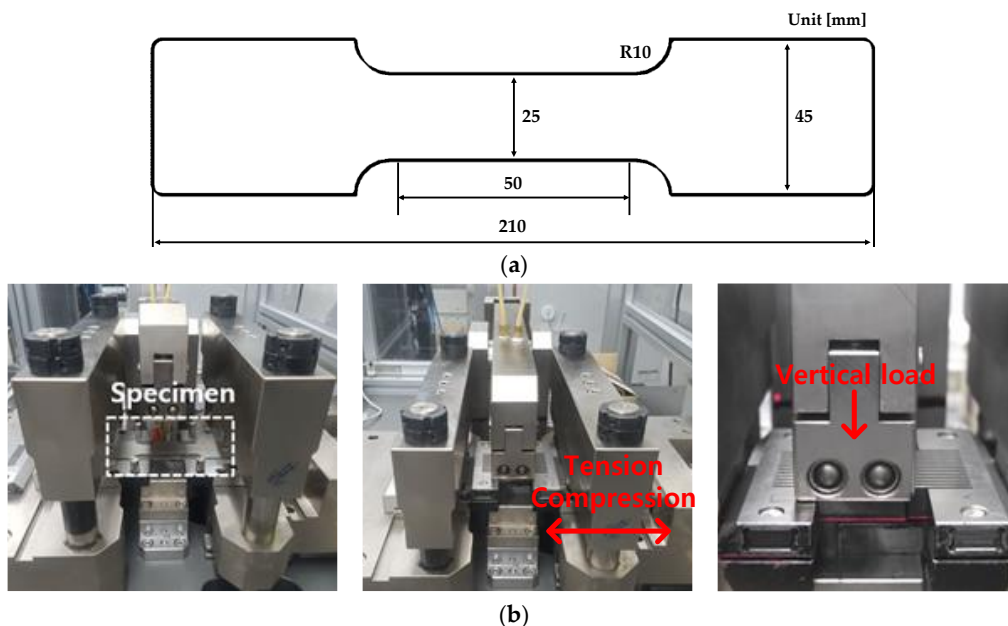 Unit [mm]
R10
25
45
50
210
(a)
Specimen
Tension
Compression
Vertical load
(b)